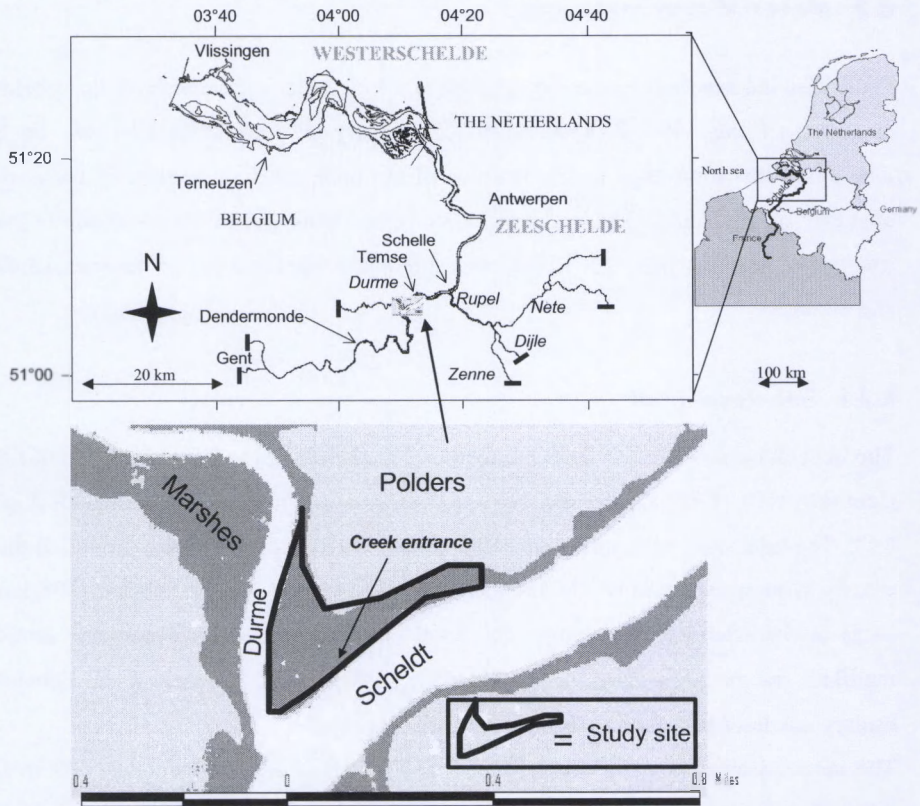 03'40 04'00 04'20 04'40
Vlissingen
WESTERSCHELDE
THE NETHERLANDS
51°20
Terneuzen
Antwerpen
BELGIUM
ZEESCHELDE
Schelle
Temse
N
Durme
Rupel
Nete
Dendermonde
Dijle
Gent
Zenne
51°00
20 km
The Netherlands
North sea
Belgium
Germany
France
100 km
Polders
Marshes
Creek entrance
Durme
Scheldt
= Study site
0.4 0 0.4 0.8 Miles